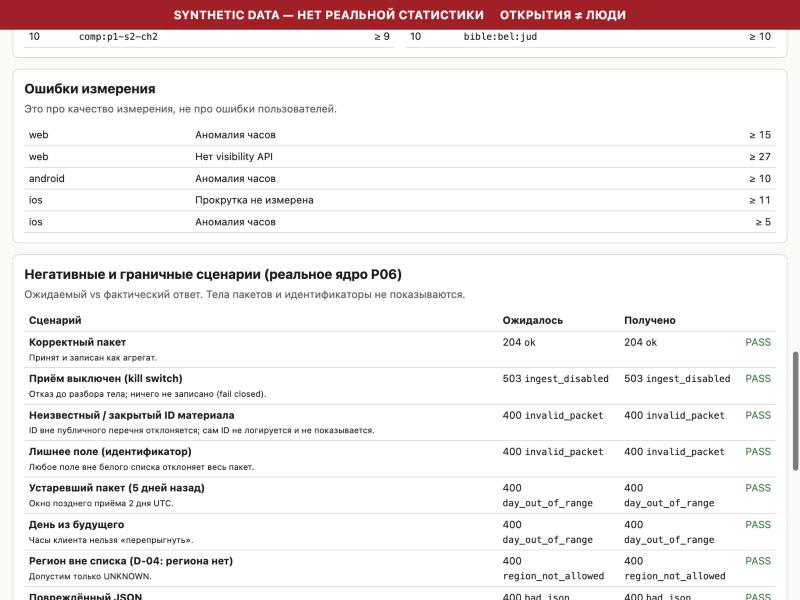 SYNTHETIC DATA — НЕТ РЕАЛЬНОЙ СТАТИСТИКИ ОТКРЫТИЯ ≠ ЛЮДИ
10 comp:p1-s2-ch2 ≥ 9 10 bible:bel:jud ≥ 10
Ошибки измерения
Это про качество измерения, не про ошибки пользователей.
web Аномалия часов ≥ 15
web Нет visibility API ≥ 27
android Аномалия часов ≥ 10
ios Прокрутка не измерена ≥ 11
ios Аномалия часов ≥ 5
Негативные и граничные сценарии (реальное ядро P06)
Ожидаемый vs фактический ответ. Тела пакетов и идентификаторы не показываются.
Сценарий Ожидалось Получено
Корректный пакет 204 ok 204 ok PASS
Принят и записан как агрегат.
Приём выключен (kill switch) 503 ingest_disabled 503 ingest_disabled PASS
Отказ до разбора тела; ничего не записано (fail closed).
Неизвестный / закрытый ID материала 400 invalid_packet 400 invalid_packet PASS
ID вне публичного перечня отклоняется; сам ID не логируется и не показывается.
Лишнее поле (идентификатор) 400 invalid_packet 400 invalid_packet PASS
Любое поле вне белого списка отклоняет весь пакет.
Устаревший пакет (5 дней назад) 400 400 PASS
Окно позднего приёма 2 дня UTC. day_out_of_range day_out_of_range
День из будущего 400 400 PASS
Часы клиента нельзя «перепрыгнуть». day_out_of_range day_out_of_range
Регион вне списка (D-04: региона нет) 400 400 PASS
Допустим только UNKNOWN. region_not_allowed region_not_allowed
Повреждённый JSON 400 bad_json 400 bad_json PASS